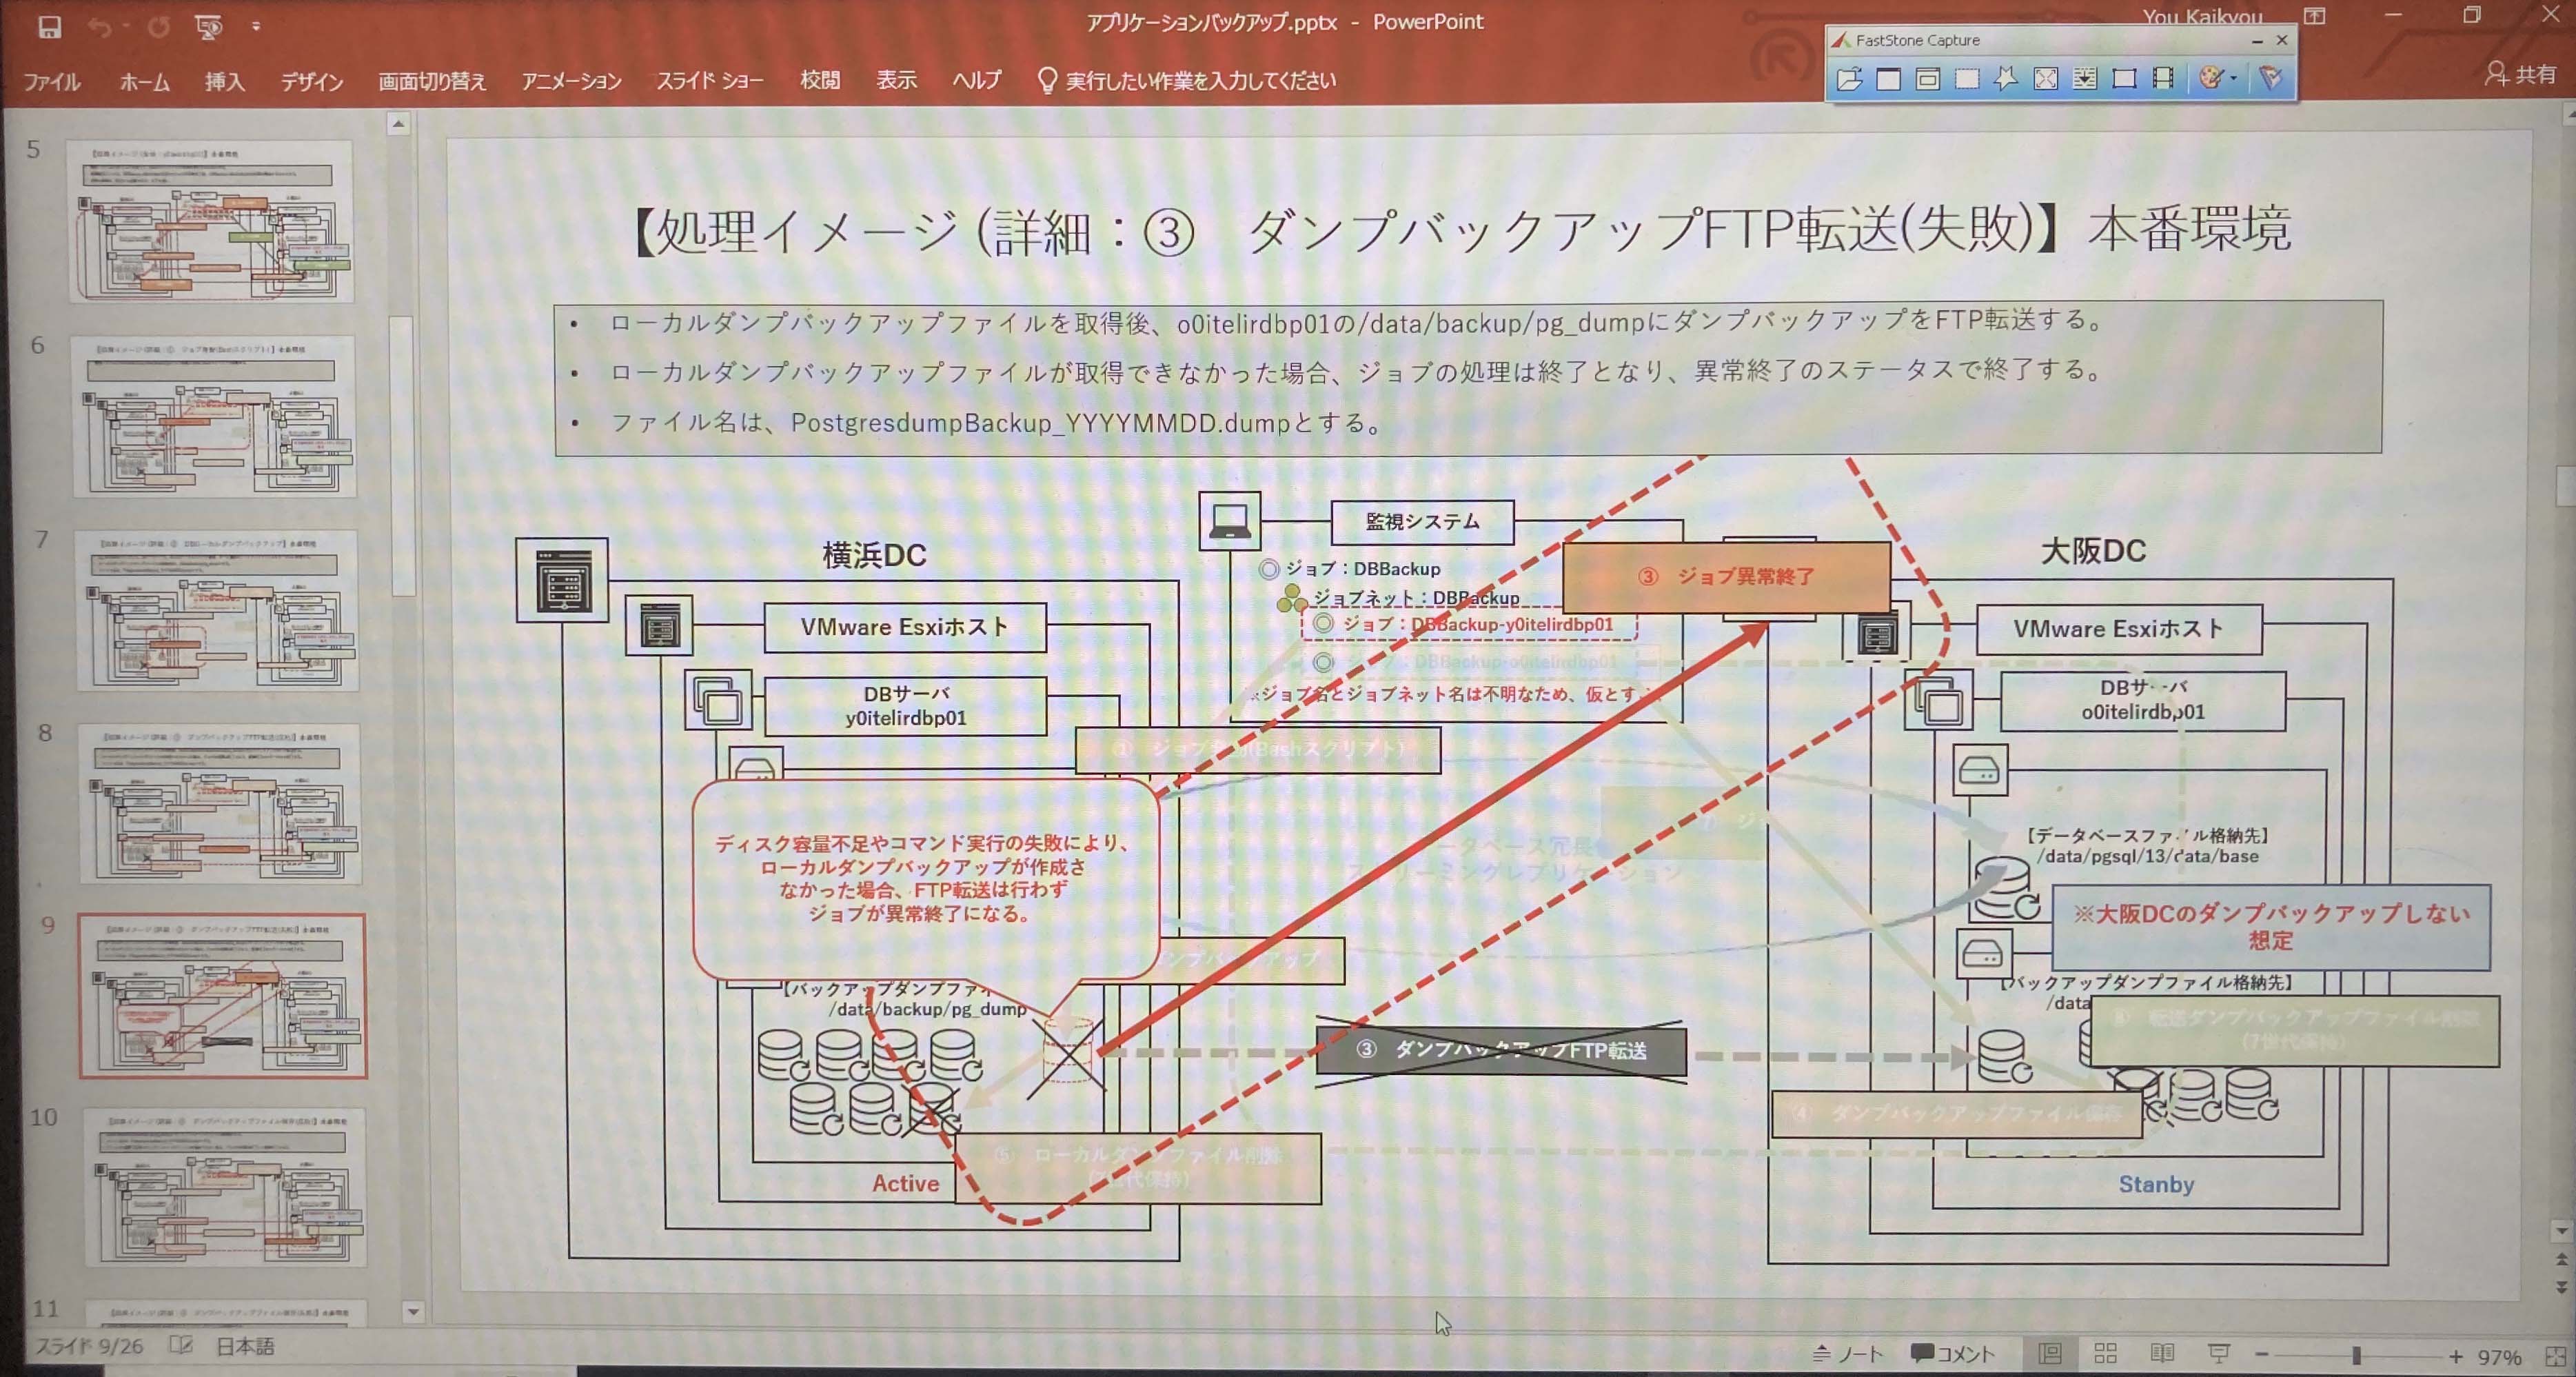 アプリケーションバックアップ.pptx - PowerPoint
You Kaikyou
FastStone Capture
ファイル
ホーム
挿入
デザイン
画面切り替え
アニメーション
スライド ショー
校閲
表示
ヘルプ
実行したい作業を入力してください
共有
5
6
7
8
9
10
11
【処理イメージ (詳細：③ ダンプバックアップFTP転送(失敗)】本番環境
• ローカルダンプバックアップファイルを取得後、o0itelirdbp01の/data/backup/pg_dumpにダンプバックアップをFTP転送する。
• ローカルダンプバックアップファイルが取得できなかった場合、ジョブの処理は終了となり、異常終了のステータスで終了する。
• ファイル名は、PostgresdumpBackup_YYYYMMDD.dumpとする。
監視システム
ジョブ：DBBackup
ジョブネット：DBBackup
ジョブ：DBBackup-y0itelirdbp01
ジョブ：DBBackup-o0itelirdbp01
※ジョブ名とジョブネット名は不明なため、仮とす
③ ジョブ異常終了
横浜DC
VMware Esxiホスト
DBサーバ
y0itelirdbp01
(Bashスクリプト)
ディスク容量不足やコマンド実行の失敗により、
ローカルダンプバックアップが作成さ
なかった場合、FTP転送は行わず
ジョブが異常終了になる。
ダンプバックアップ
【バックアップダンプファイ
/data/backup/pg_dump
⑤ ローカルダンプファイル削除
Active
データベース冗長
ストリーミングレプリケーション
③ ダンプバックアップFTP転送
大阪DC
VMware Esxiホスト
DBサーバ
o0itelirdbp01
【データベースファイル格納先】
/data/pgsql/13/data/base
※大阪DCのダンプバックアップしない
想定
【バックアップダンプファイル格納先】
/data
転送ダンプバックアップファイル削除
(7世代保持)
④ ダンプバックアップファイル保存
Stanby
スライド 9/26
日本語
ノート
コメント
97%